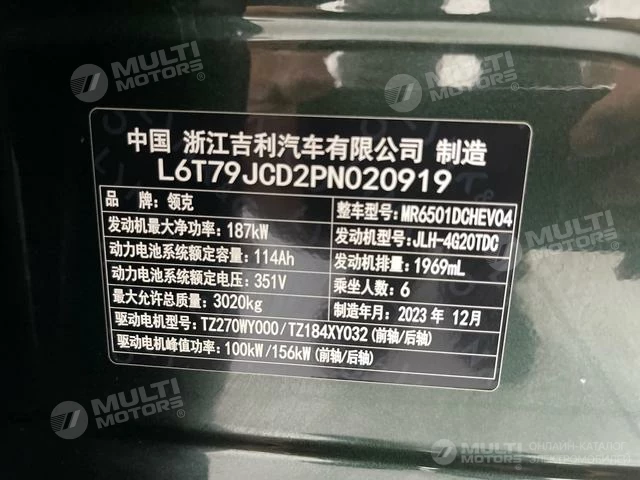 MULTI
MOTORS
MULTI
MOTORS
中国 浙江吉利汽车有限公司 制造
L6T79JCD2PN020919
品牌：领克
整车型号：MR6501DCHEV04
发动机最大净功率：187kW
发动机型号：JLH-4G20TDC
动力电池系统额定容量：114Ah
发动机排量：1969mL
动力电池系统额定电压：351V
乘坐人数：6
最大允许总质量：3020kg
制造年月：2023 年 12月
驱动电机型号：TZ270WY000/TZ184XY032 (前轴/后轴)
驱动电机峰值功率：100kW/156kW (前轴/后轴)
MULTI
MOTORS
MULTI
MOTORS
ОНЛАЙН-КАТАЛОГ
ЭЛЕКТРОМОБИЛЕЙ